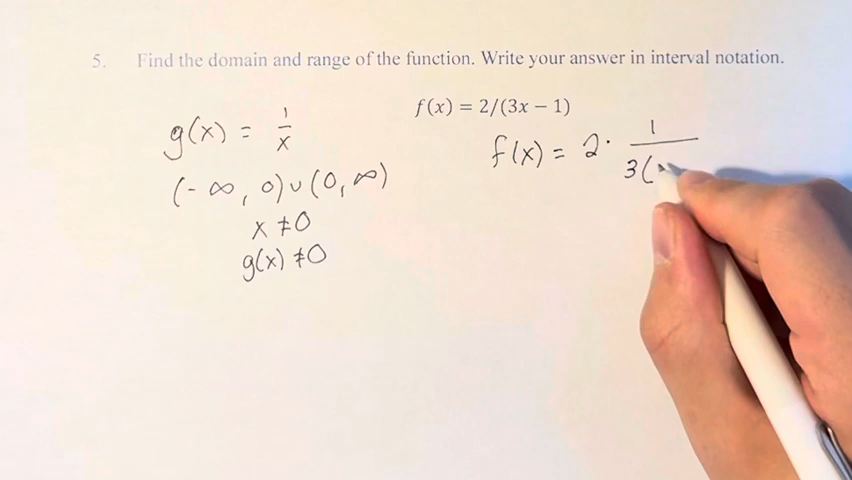 5. Find the domain and range of the function. Write your answer in interval notation.
f(x) = 2/(3x − 1)
g(x) = 1/x
(-∞, 0)∪(0, ∞)
x ≠ 0
g(x) ≠ 0
f(x) = 2 · 1/3(